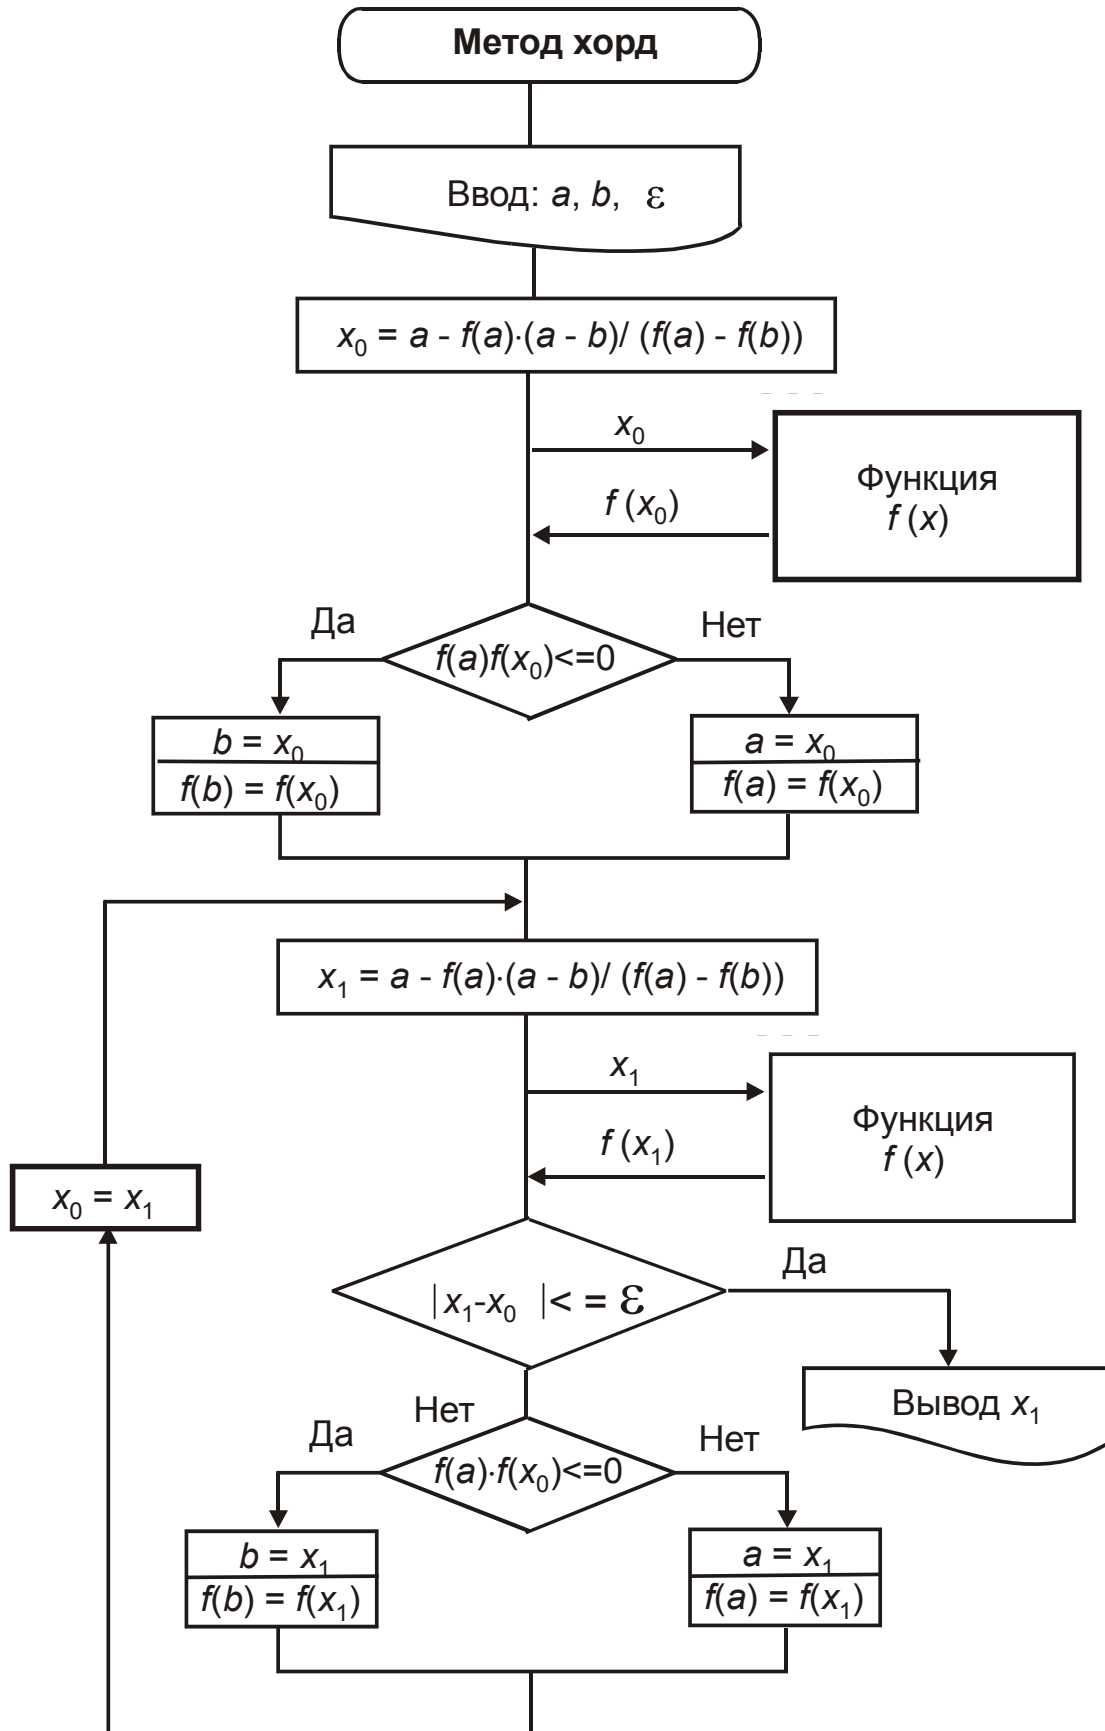 Метод хорд
Ввод: a, b, ε
x₀ = a - f(a)·(a - b)/ (f(a) - f(b))
x₀
Функция
f (x)
f (x₀)
Да
Нет
f(a)f(x₀)<=0
b = x₀
f(b) = f(x₀)
a = x₀
f(a) = f(x₀)
x₁ = a - f(a)·(a - b)/ (f(a) - f(b))
x₁
Функция
f (x)
f (x₁)
x₀ = x₁
|x₁-x₀ |< = ε
Да
Вывод x₁
Нет
Да
Нет
f(a)·f(x₀)<=0
b = x₁
f(b) = f(x₁)
a = x₁
f(a) = f(x₁)